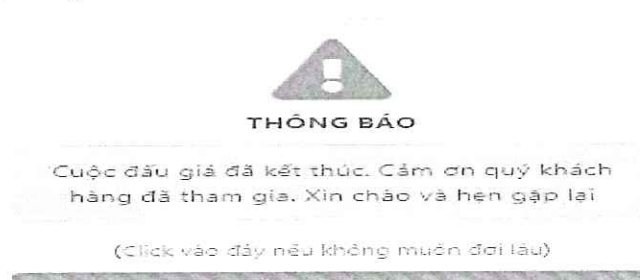 THÔNG BÁO
Cuộc đấu giá đã kết thúc. Cảm ơn quý khách
hàng đã tham gia. Xin chào và hẹn gặp lại
(Click vào đây nếu không muốn đợi lâu)